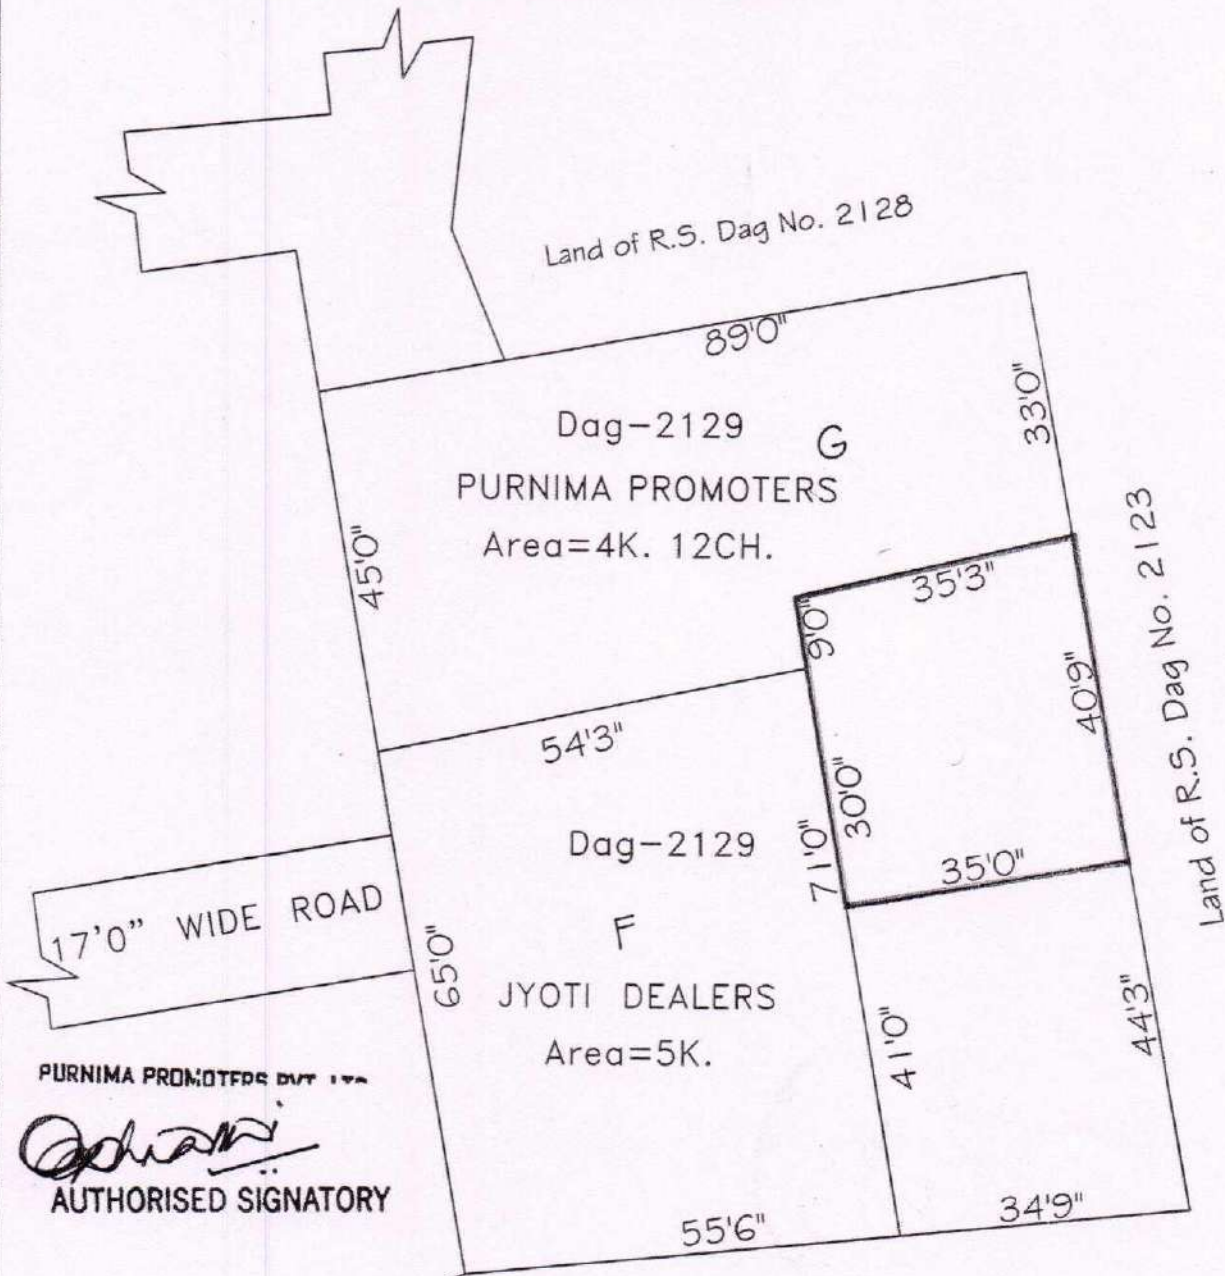 Land of R.S. Dag No. 2128
89'0"
33'0"
Dag-2129
G
PURNIMA PROMOTERS
Area=4K. 12CH.
45'0"
35'3"
9'0"
40'9"
Land of R.S. Dag No. 2123
54'3"
30'0"
71'0"
35'0"
Dag-2129
F
JYOTI DEALERS
Area=5K.
17'0" WIDE ROAD
65'0"
41'0"
44'3"
55'6"
34'9"
PURNIMA PROMOTERS PVT
AUTHORISED SIGNATORY